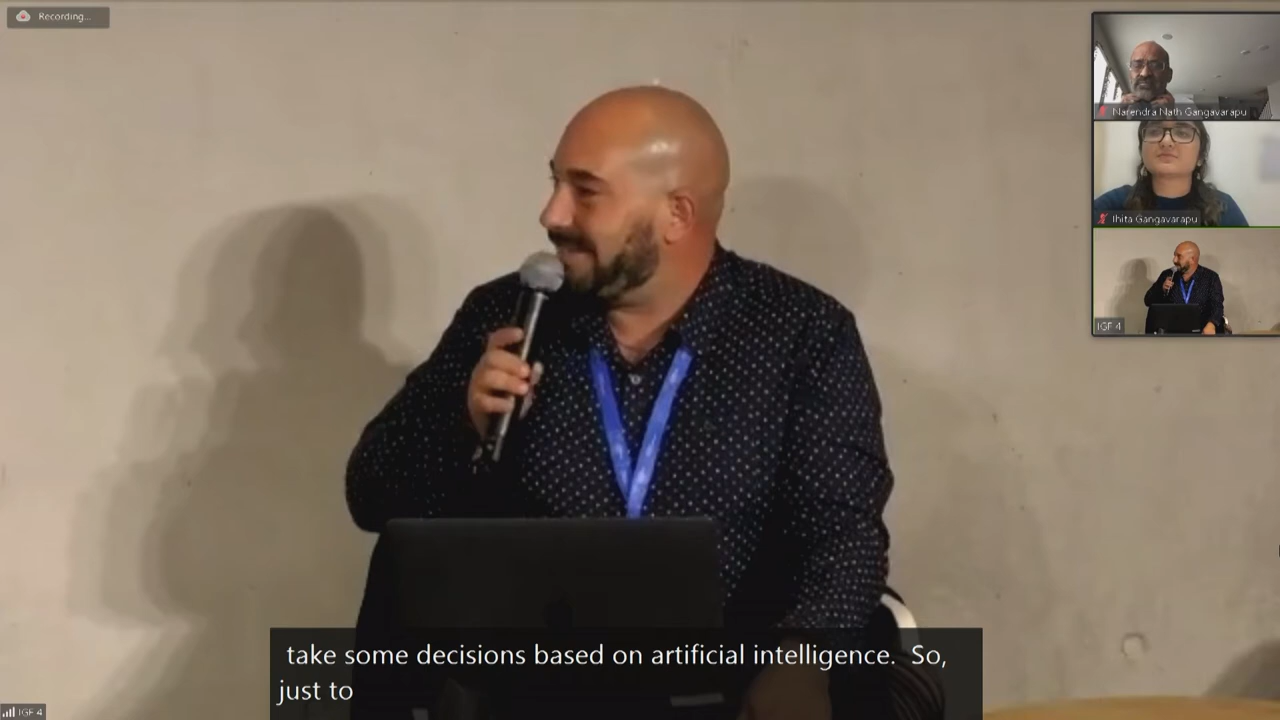 Recording...
Narendra Nath Gangavarapu
Ihita Gangavarapu
IGF 4
take some decisions based on artificial intelligence. So,
just to
IGF 4